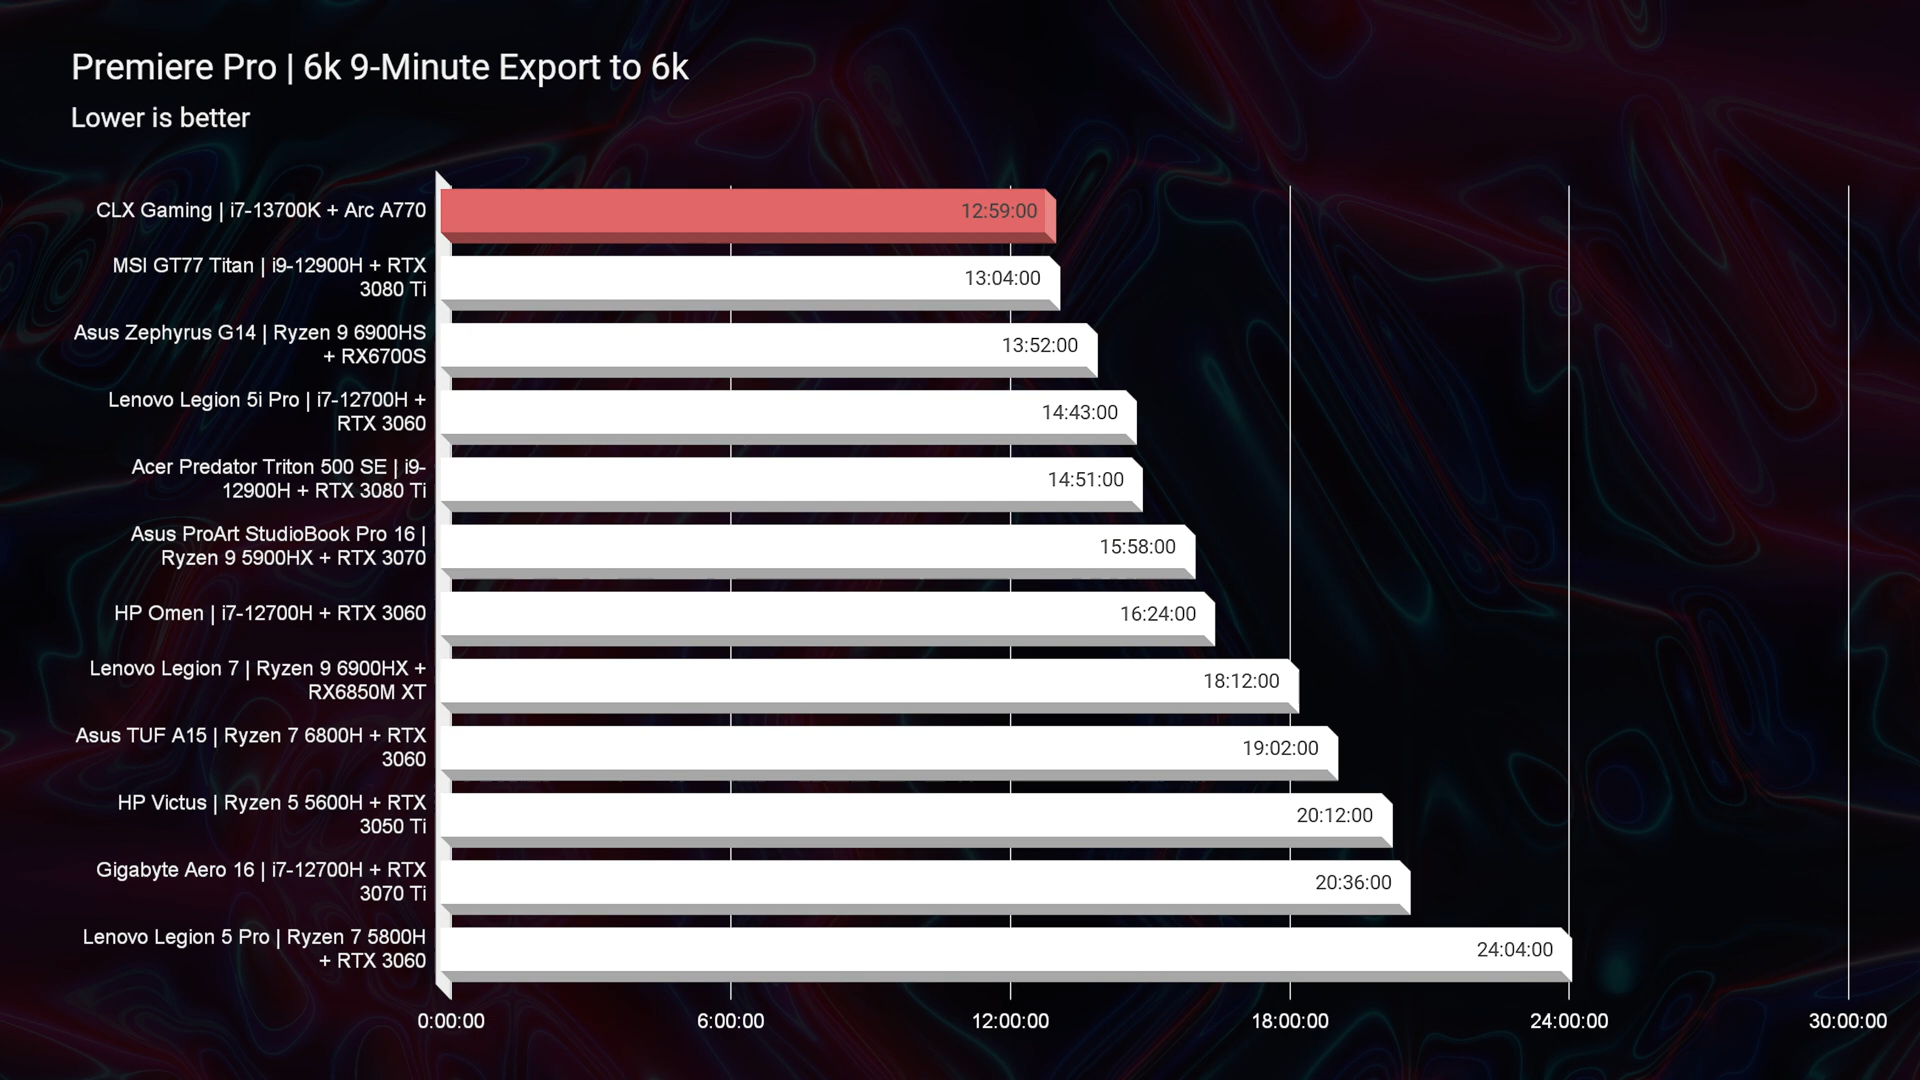 Premiere Pro | 6k 9-Minute Export to 6k
Lower is better
CLX Gaming | i7-13700K + Arc A770
12:59:00
MSI GT77 Titan | i9-12900H + RTX
3080 Ti
13:04:00
Asus Zephyrus G14 | Ryzen 9 6900HS
+ RX6700S
13:52:00
Lenovo Legion 5i Pro | i7-12700H +
RTX 3060
14:43:00
Acer Predator Triton 500 SE | i9-
12900H + RTX 3080 Ti
14:51:00
Asus ProArt StudioBook Pro 16 |
Ryzen 9 5900HX + RTX 3070
15:58:00
HP Omen | i7-12700H + RTX 3060
16:24:00
Lenovo Legion 7 | Ryzen 9 6900HX +
RX6850M XT
18:12:00
Asus TUF A15 | Ryzen 7 6800H + RTX
3060
19:02:00
HP Victus | Ryzen 5 5600H + RTX
3050 Ti
20:12:00
Gigabyte Aero 16 | i7-12700H + RTX
3070 Ti
20:36:00
Lenovo Legion 5 Pro | Ryzen 7 5800H
+ RTX 3060
24:04:00
0:00:00 6:00:00 12:00:00 18:00:00 24:00:00 30:00:00